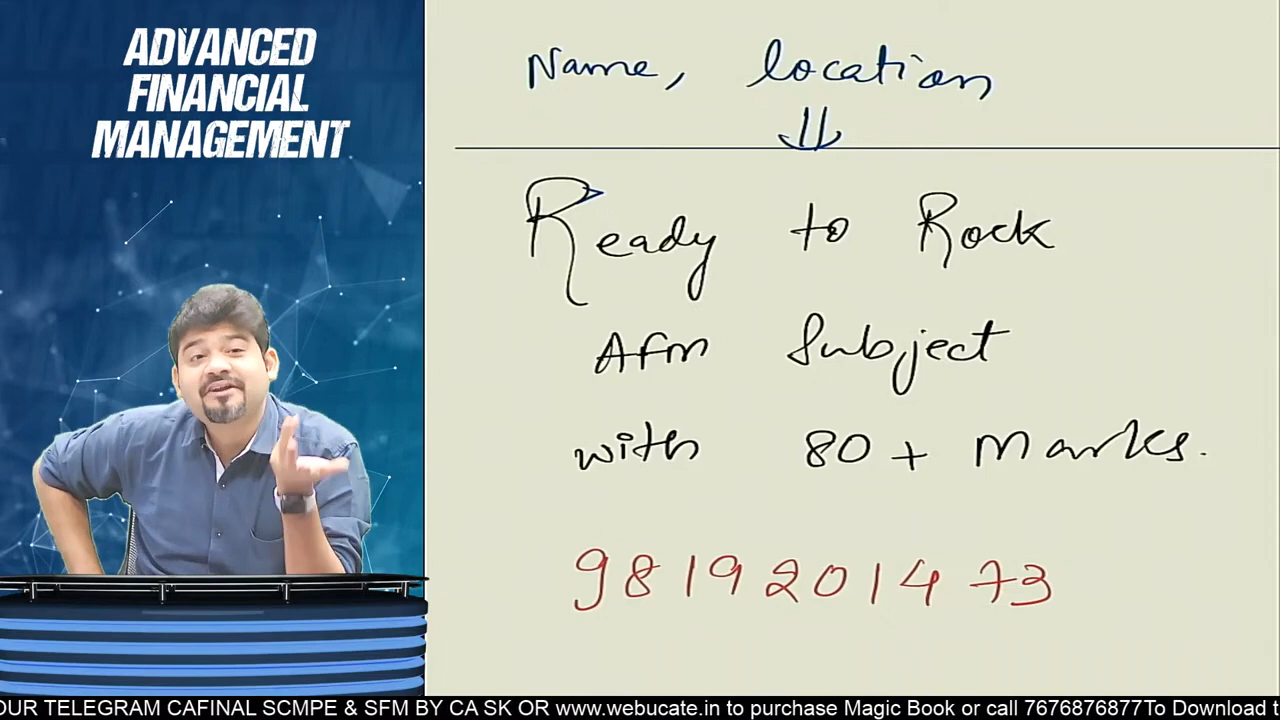 ADVANCED
FINANCIAL
MANAGEMENT
Name, location
Ready to Rock
AFM Subject
with 80+ Marks.
9819201473
OUR TELEGRAM CAFINAL SCMPE & SFM BY CA SK OR www.webucate.in to purchase Magic Book or call 7676876877To Download t